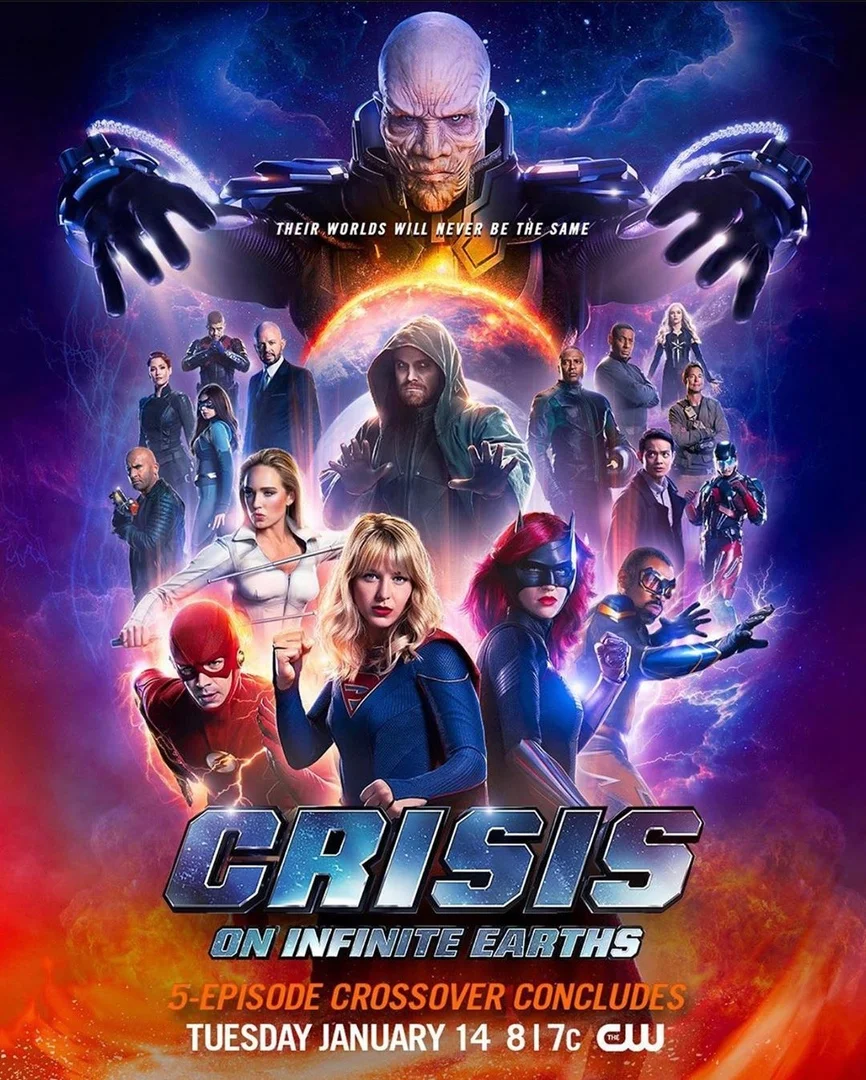 THEIR WORLDS WILL NEVER BE THE SAME
CRISIS
ON INFINITE EARTHS
5-EPISODE CROSSOVER CONCLUDES
TUESDAY JANUARY 14 8|7c THE CW